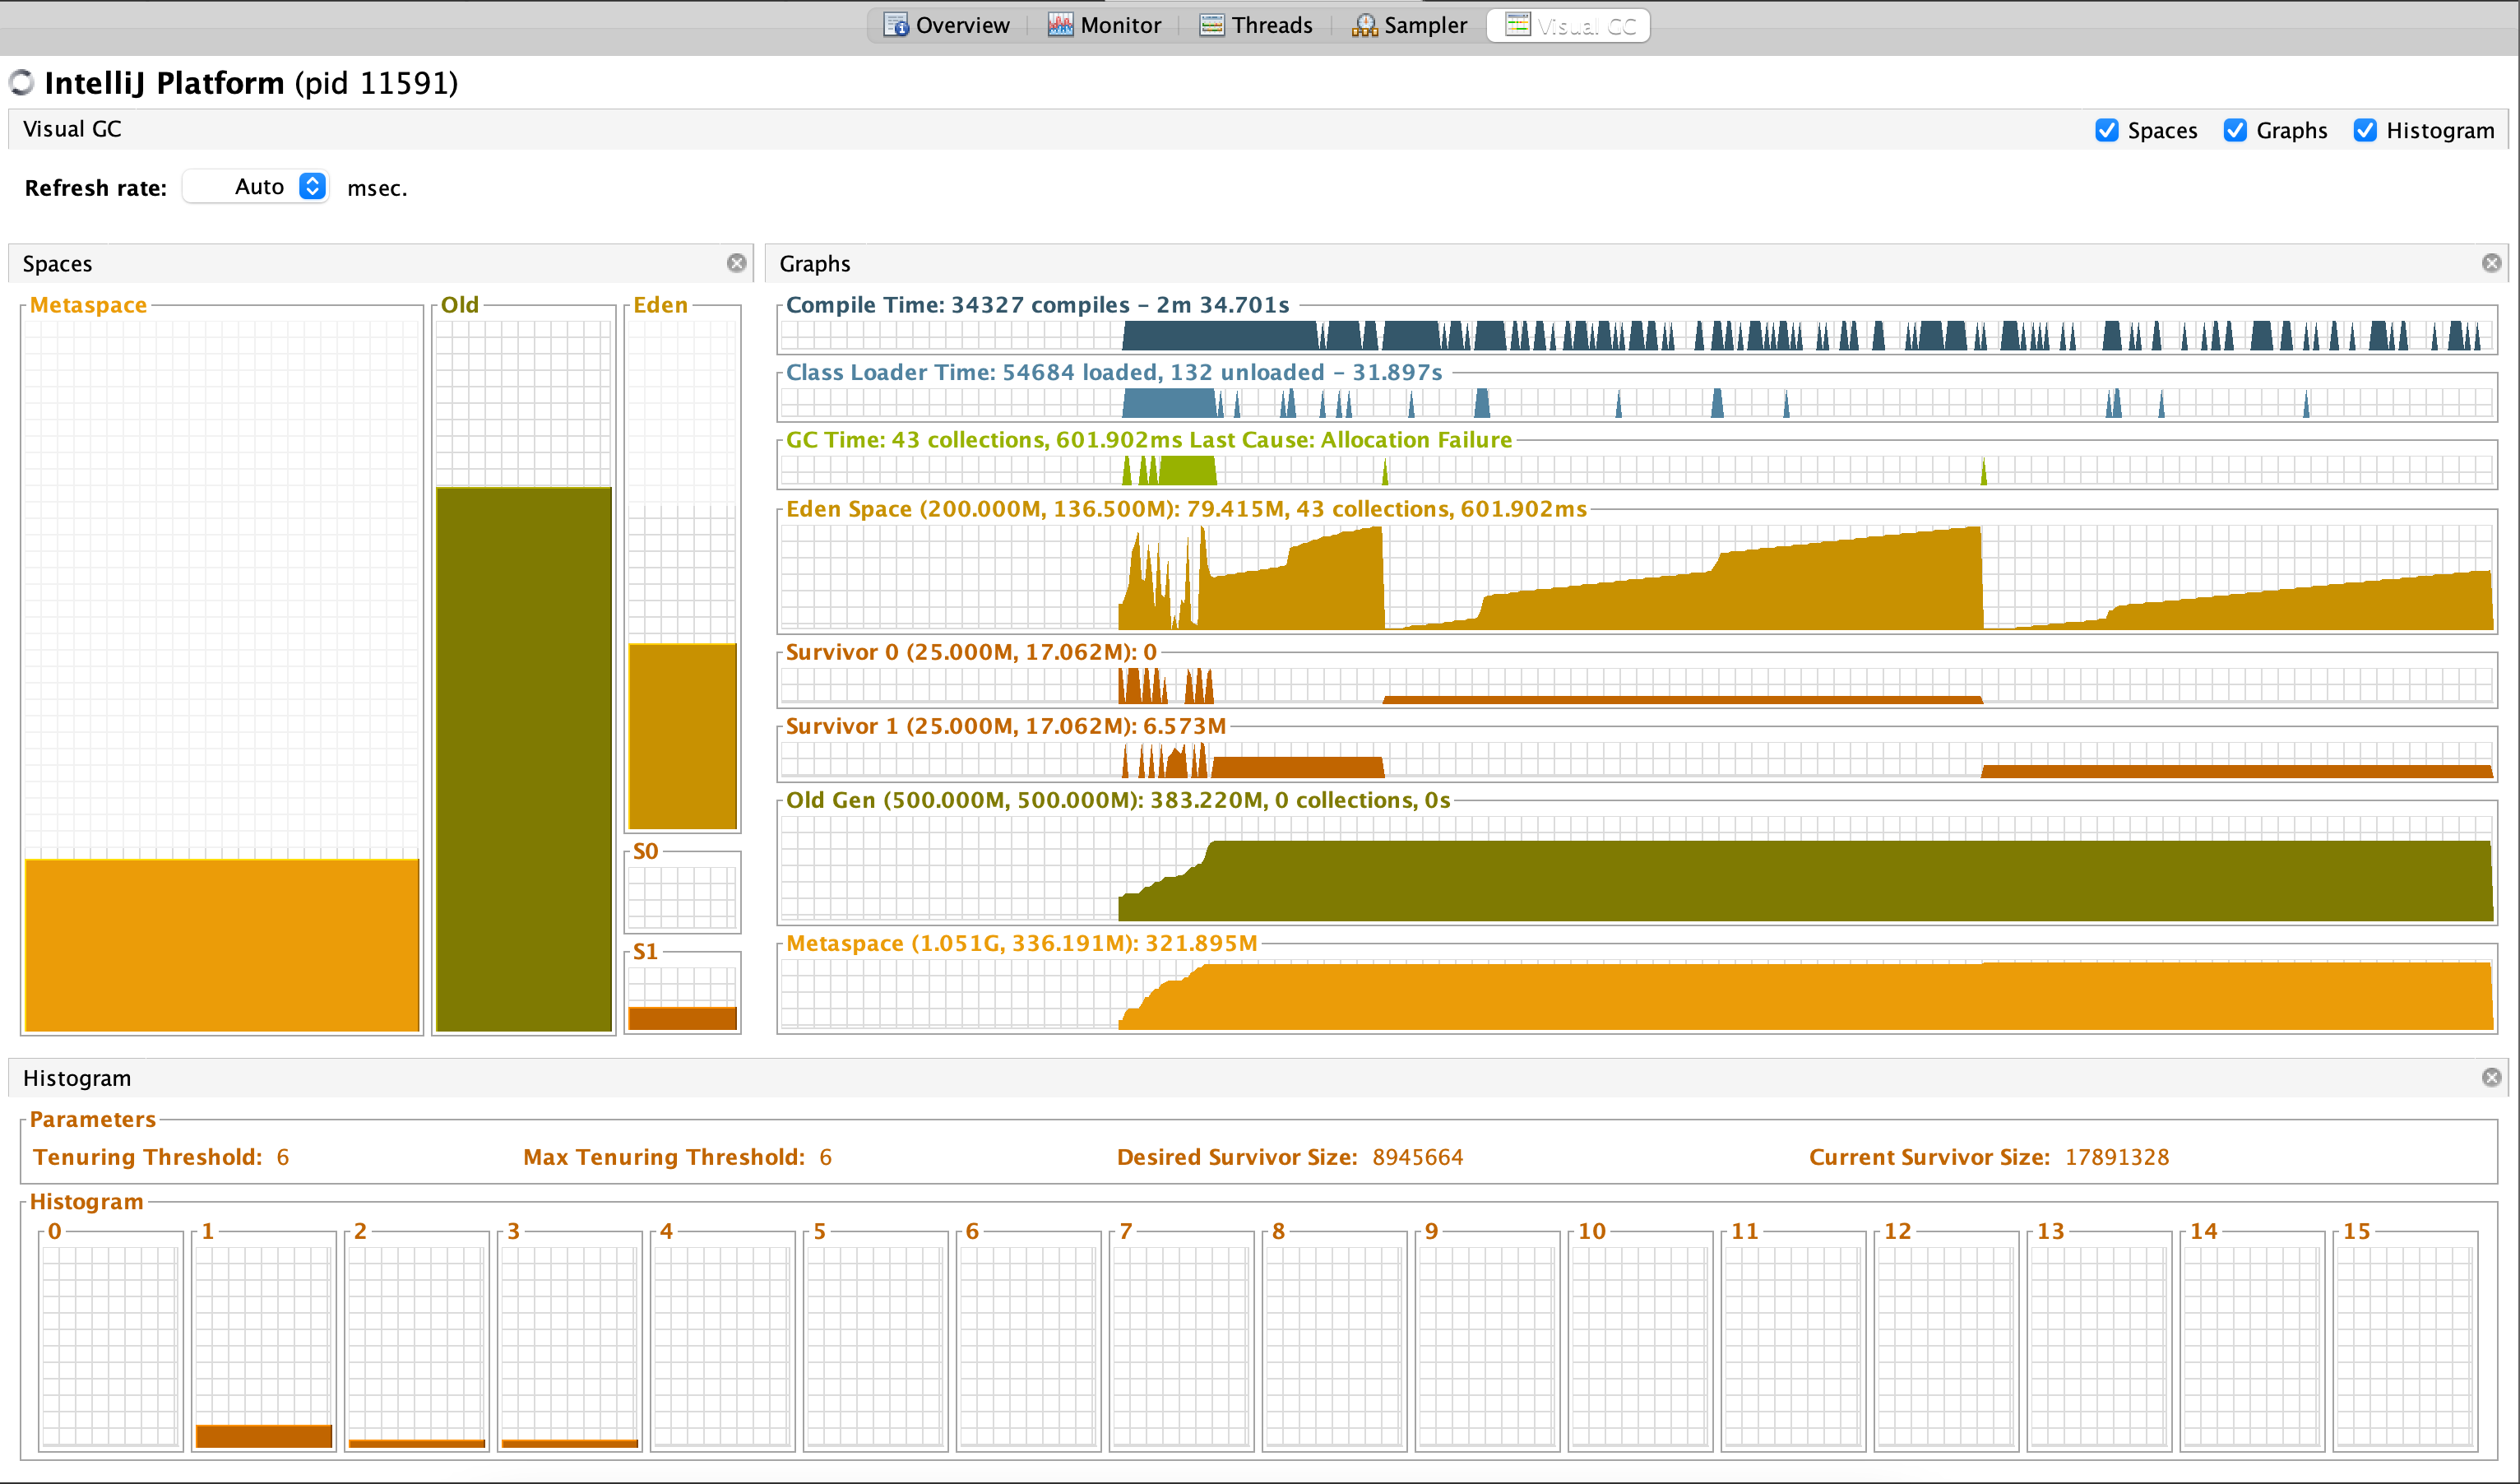 Overview Monitor Threads Sampler Visual GC
IntelliJ Platform (pid 11591)
Visual GC
Spaces Graphs Histogram
Refresh rate: Auto msec.
Spaces
Metaspace Old Eden
S0
S1
Graphs
Compile Time: 34327 compiles - 2m 34.701s
Class Loader Time: 54684 loaded, 132 unloaded - 31.897s
GC Time: 43 collections, 601.902ms Last Cause: Allocation Failure
Eden Space (200.000M, 136.500M): 79.415M, 43 collections, 601.902ms
Survivor 0 (25.000M, 17.062M): 0
Survivor 1 (25.000M, 17.062M): 6.573M
Old Gen (500.000M, 500.000M): 383.220M, 0 collections, 0s
Metaspace (1.051G, 336.191M): 321.895M
Histogram
Parameters
Tenuring Threshold: 6 Max Tenuring Threshold: 6 Desired Survivor Size: 8945664 Current Survivor Size: 17891328
Histogram
0 1 2 3 4 5 6 7 8 9 10 11 12 13 14 15